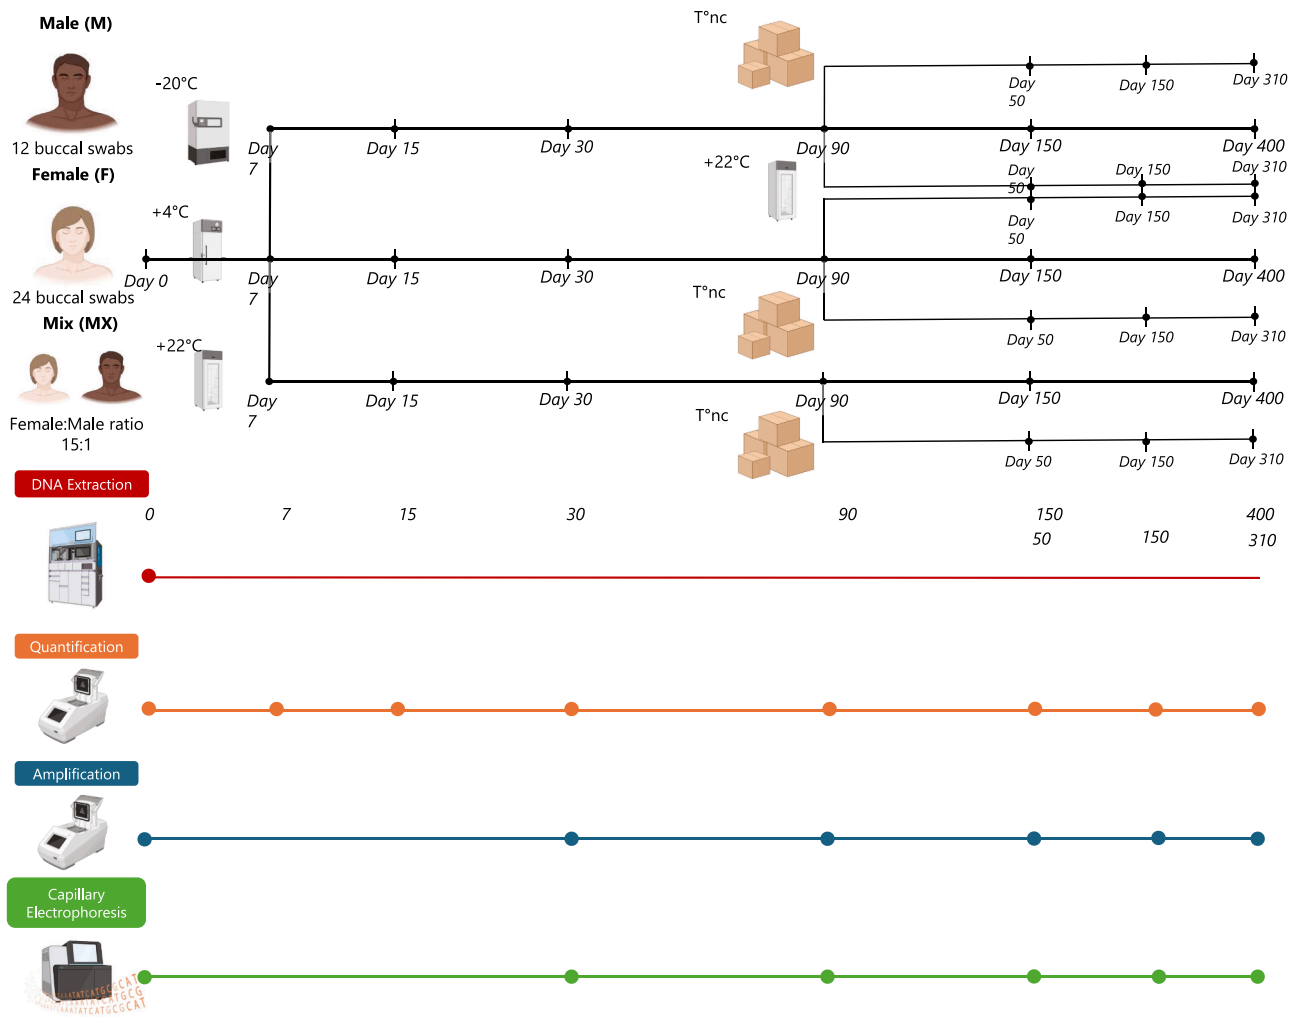 Male (M)
12 buccal swabs
Female (F)
24 buccal swabs
Mix (MX)
Female:Male ratio
15:1
-20°C
+4°C
+22°C
T°nc
Day
50
Day 150
Day 310
Day
7
Day 15
Day 30
Day 90
Day 150
Day 400
+22°C
Day
50
Day 150
Day 310
Day
50
Day 150
Day 310
Day 0
Day
7
Day 15
Day 30
Day 90
Day 150
Day 400
T°nc
Day 50
Day 150
Day 310
Day
7
Day 15
Day 30
Day 90
Day 150
Day 400
T°nc
Day 50
Day 150
Day 310
DNA Extraction
0 7 15 30 90 150 400
50 150 310
Quantification
Amplification
Capillary
Electrophoresis